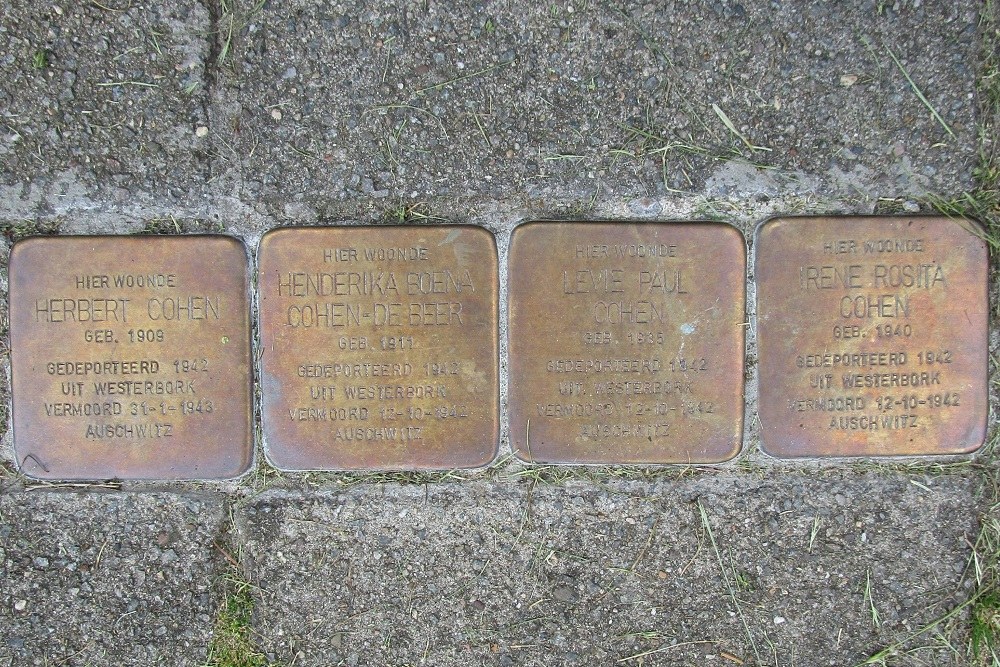 HIER WOONDE
HERBERT COHEN
GEB. 1909
GEDEPORTEERD 1942
UIT WESTERBORK
VERMOORD 31-1-1943
AUSCHWITZ
HIER WOONDE
HENDERIKA BOENA
COHEN-DE BEER
GEB. 1911
GEDEPORTEERD 1942
UIT WESTERBORK
VERMOORD 12-10-1942
AUSCHWITZ
HIER WOONDE
LEVIE PAUL
COHEN
GEB.
GEDEPORTEERD 1942
UIT WESTERBORK
VERMOORD 12-10-1942
AUSCHWITZ
HIER WOONDE
IRENE ROSITA
COHEN
GEB. 1940
GEDEPORTEERD 1942
UIT WESTERBORK
VERMOORD 12-10-1942
AUSCHWITZ